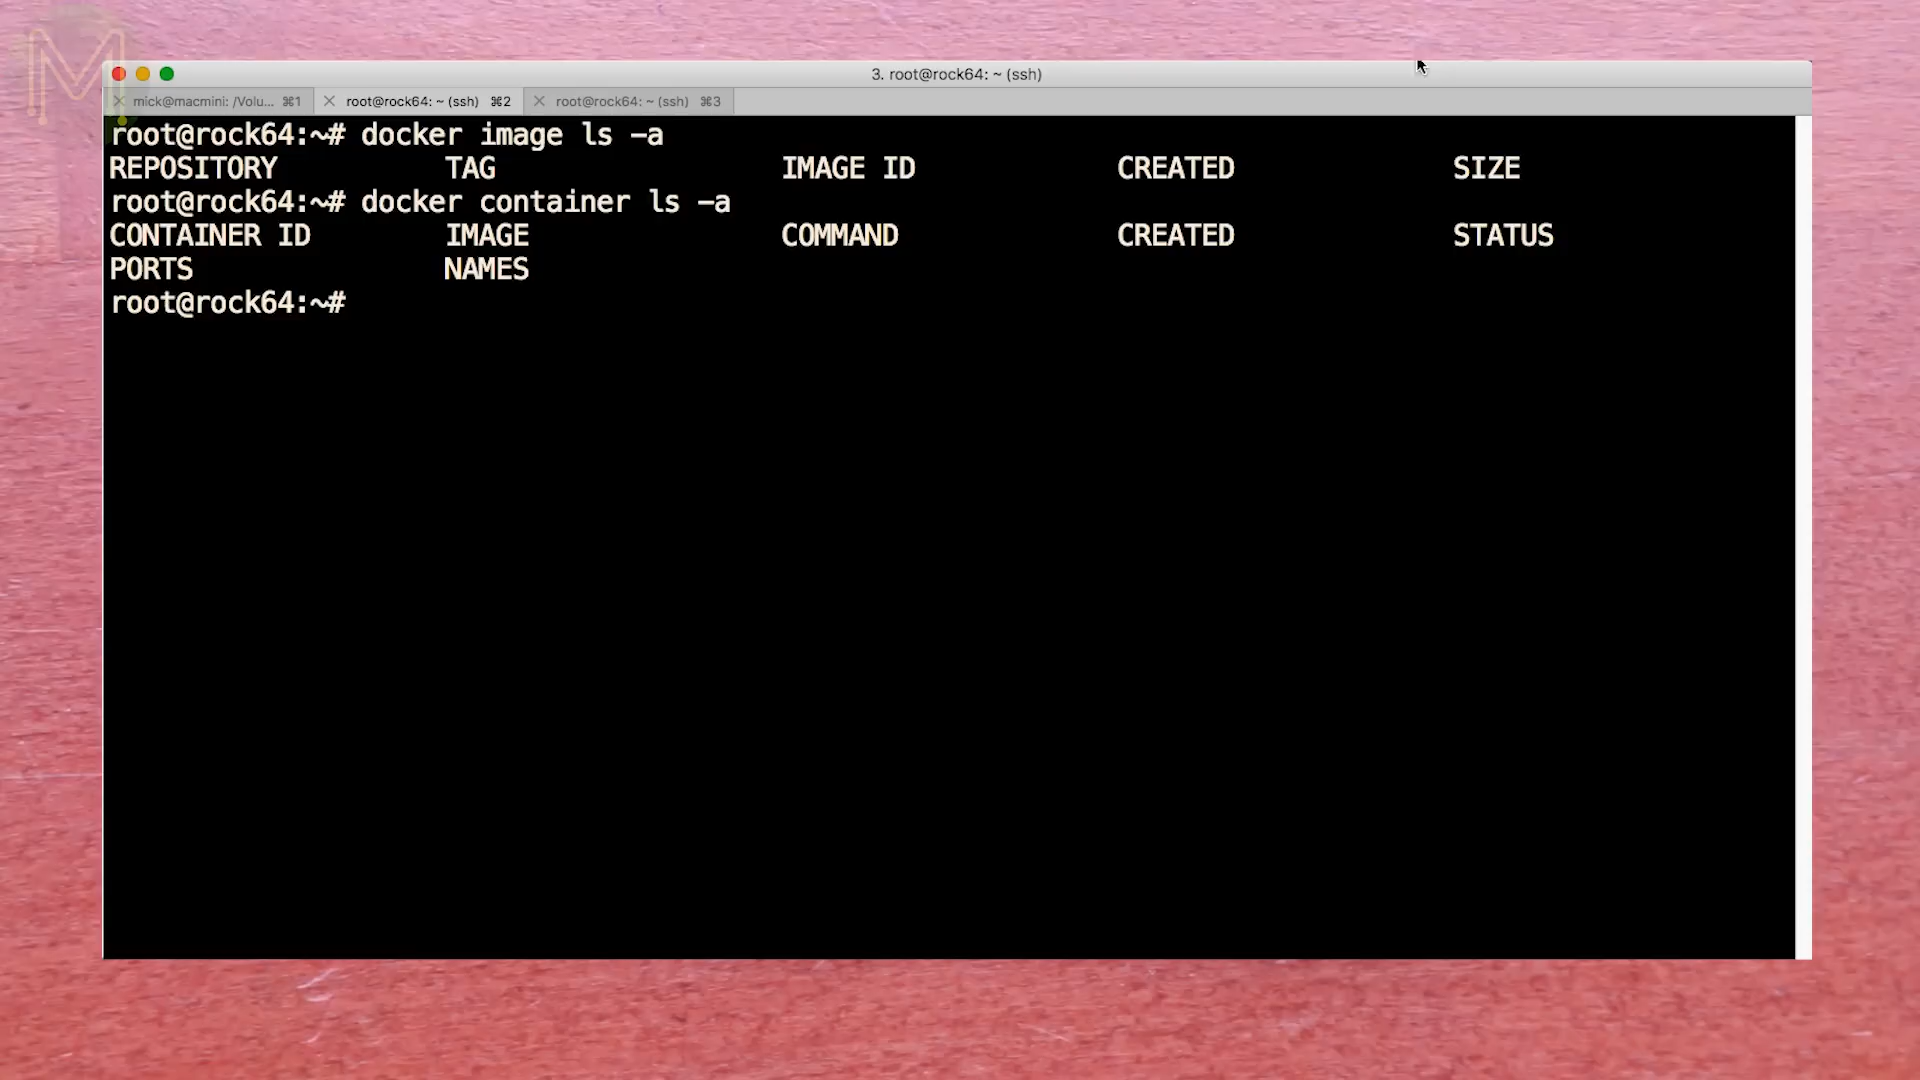 M
3. root@rock64: ~ (ssh)
mick@macmini: /Volu... ⌘1 root@rock64: ~ (ssh) ⌘2 root@rock64: ~ (ssh) ⌘3
root@rock64:~# docker image ls -a
REPOSITORY TAG IMAGE ID CREATED SIZE
root@rock64:~# docker container ls -a
CONTAINER ID IMAGE COMMAND CREATED STATUS
PORTS NAMES
root@rock64:~#